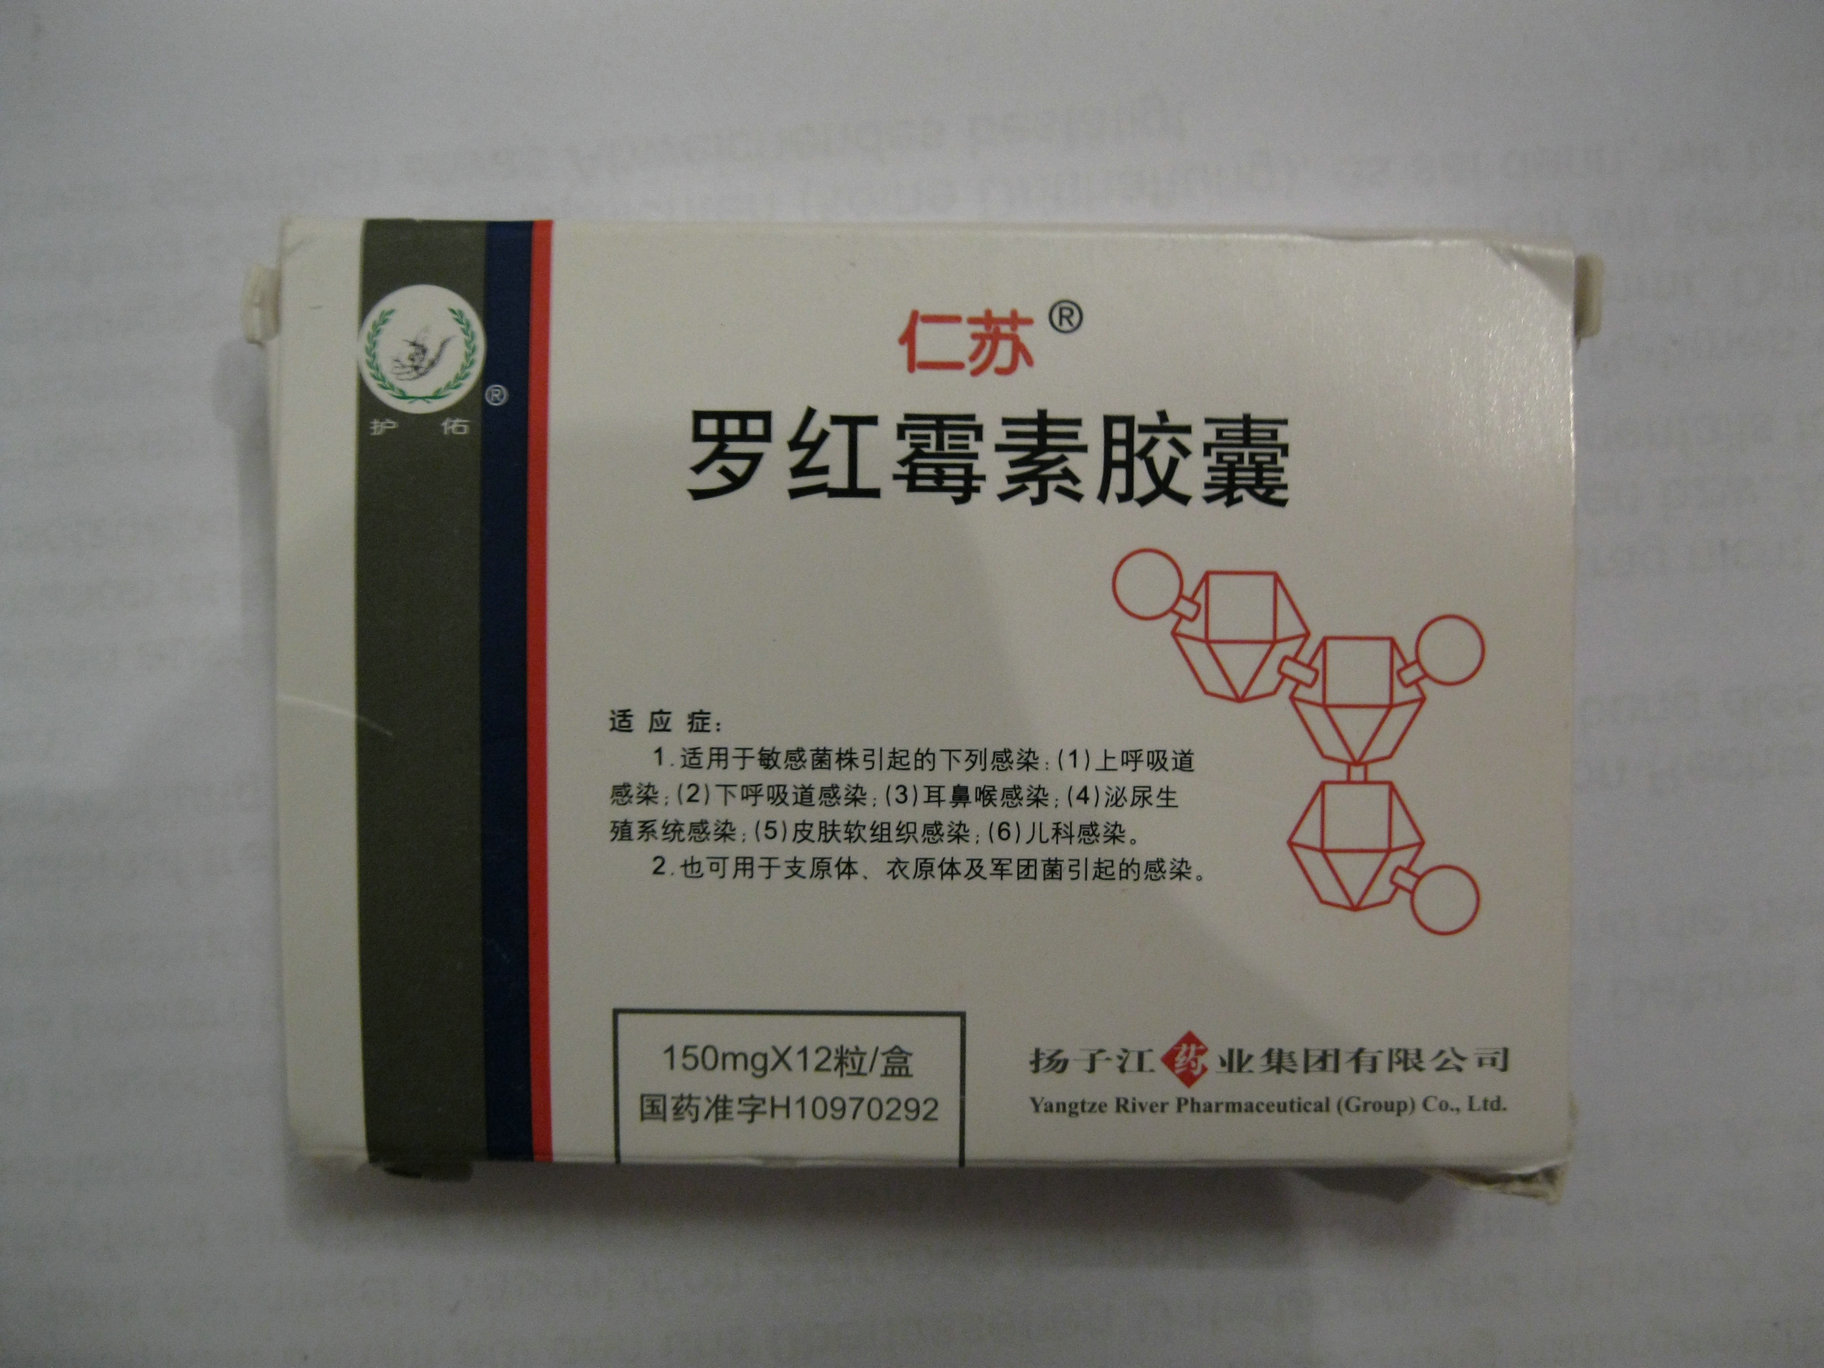 仁苏®
罗红霉素胶囊
®
护佑
适应症:
1.适用于敏感菌株引起的下列感染:(1)上呼吸道
感染;(2)下呼吸道感染;(3)耳鼻喉感染;(4)泌尿生
殖系统感染;(5)皮肤软组织感染;(6)儿科感染。
2.也可用于支原体、衣原体及军团菌引起的感染。
150mgX12粒/盒
国药准字H10970292
扬子江药业集团有限公司
Yangtze River Pharmaceutical (Group) Co., Ltd.